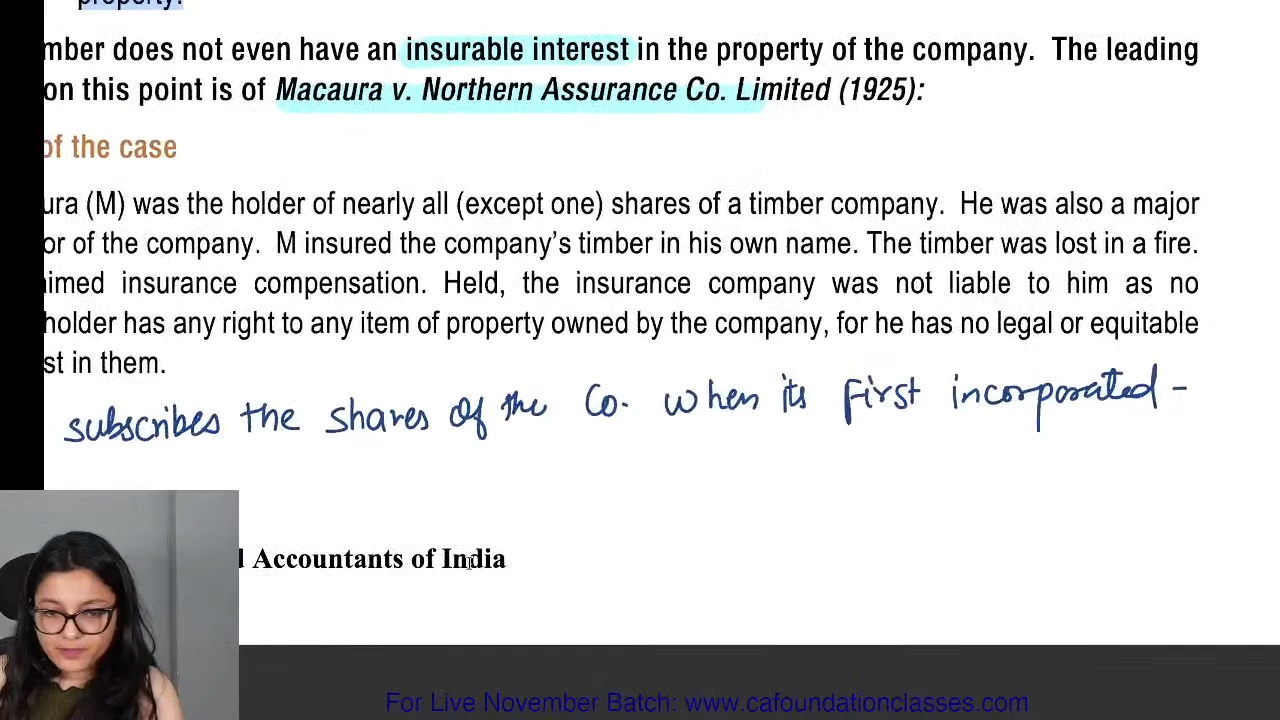 property.
mber does not even have an insurable interest in the property of the company. The leading
on this point is of Macaura v. Northern Assurance Co. Limited (1925):
of the case
ura (M) was the holder of nearly all (except one) shares of a timber company. He was also a major
or of the company. M insured the company's timber in his own name. The timber was lost in a fire.
aimed insurance compensation. Held, the insurance company was not liable to him as no
holder has any right to any item of property owned by the company, for he has no legal or equitable
st in them.
subscribes the shares of the Co. when its first incorporated -
d Accountants of India
For Live November Batch: www.cafoundationclasses.com